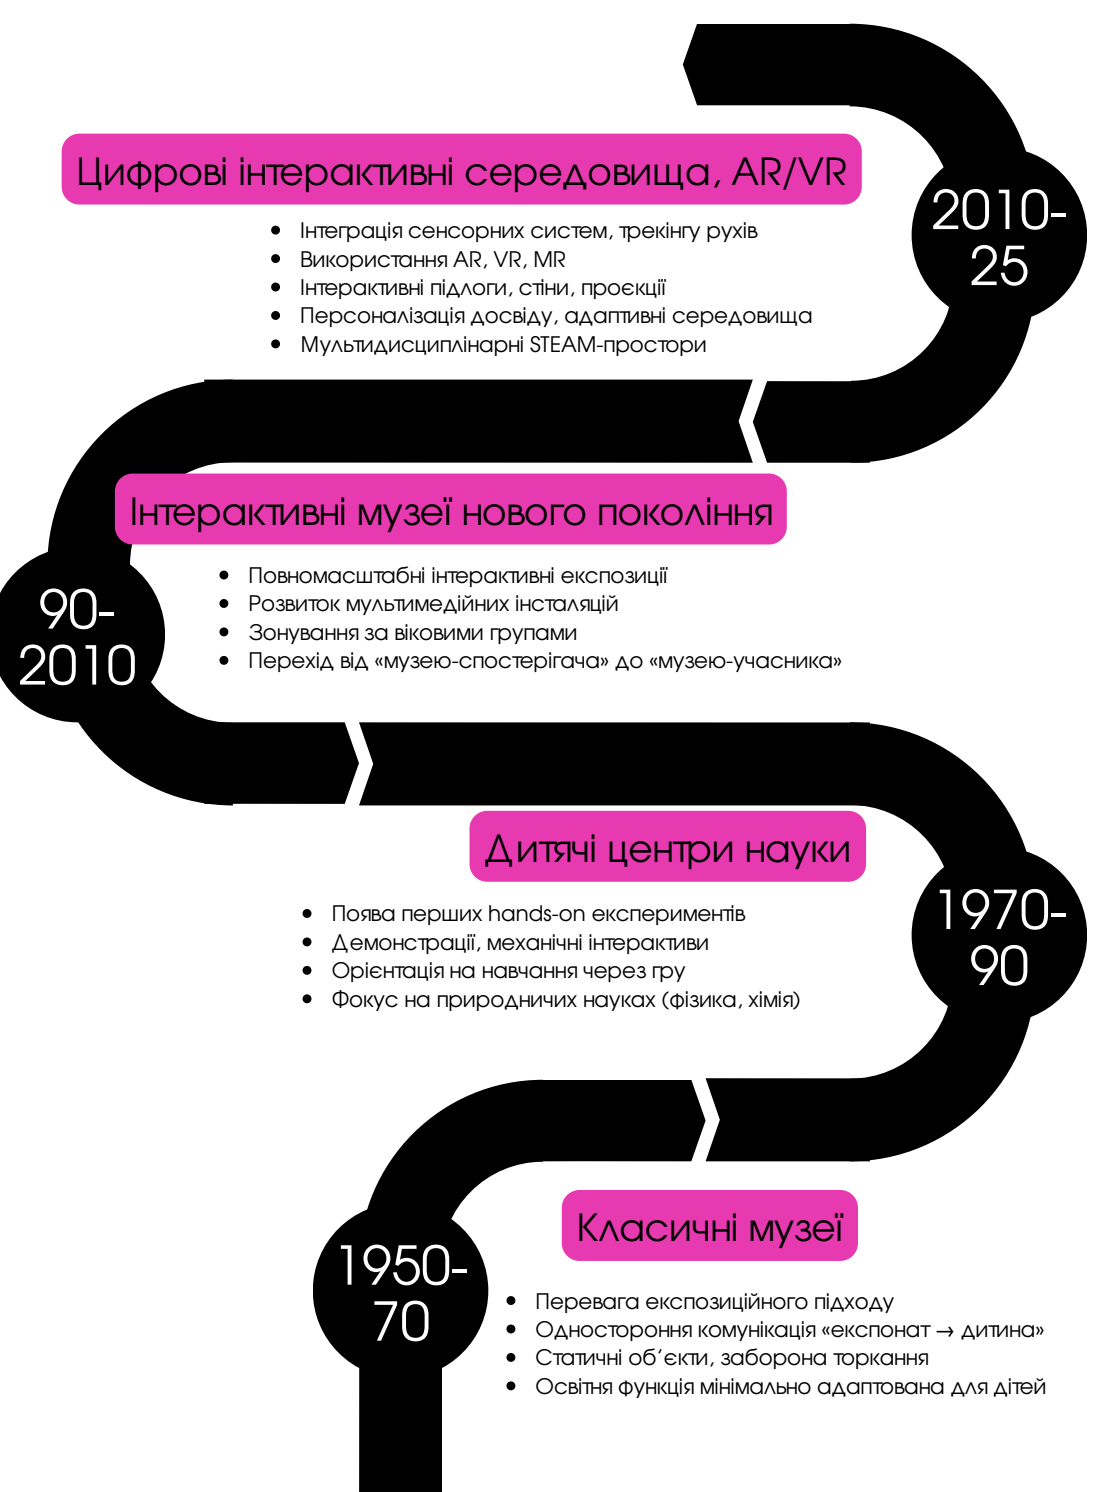 Цифрові інтерактивні середовища, AR/VR
2010-
25
Інтеграція сенсорних систем, трекінгу рухів
Використання AR, VR, MR
Інтерактивні підлоги, стіни, проєкції
Персоналізація досвіду, адаптивні середовища
Мультидисциплінарні STEAM-простори
Інтерактивні музеї нового покоління
90-
2010
Повномасштабні інтерактивні експозиції
Розвиток мультимедійних інсталяцій
Зонування за віковими групами
Перехід від «музею-спостерігача» до «музею-учасника»
Дитячі центри науки
1970-
90
Поява перших hands-on експериментів
Демонстрації, механічні інтерактиви
Орієнтація на навчання через гру
Фокус на природничих науках (фізика, хімія)
Класичні музеї
1950-
70
Перевага експозиційного підходу
Одностороння комунікація «експонат → дитина»
Статичні об’єкти, заборона торкання
Освітня функція мінімально адаптована для дітей